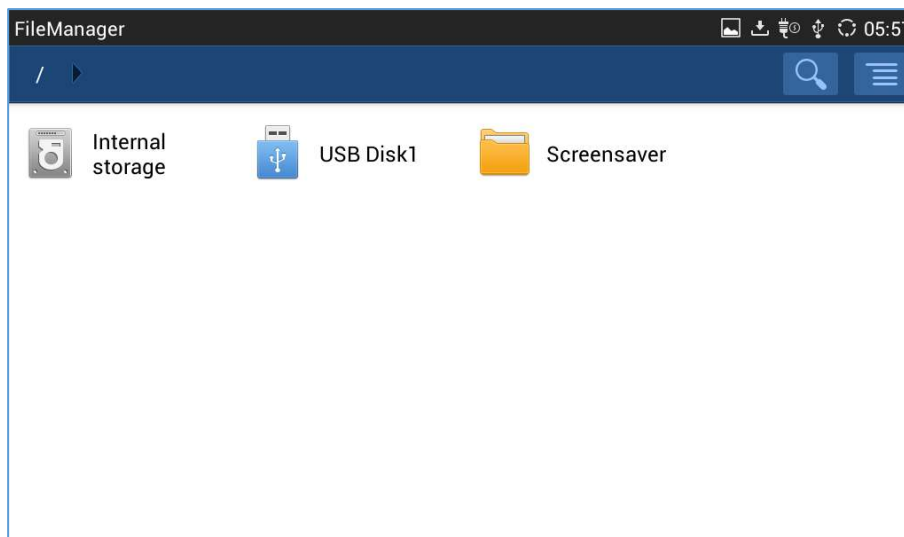 FileManager
05:57
/
Internal
storage
USB Disk1
Screensaver